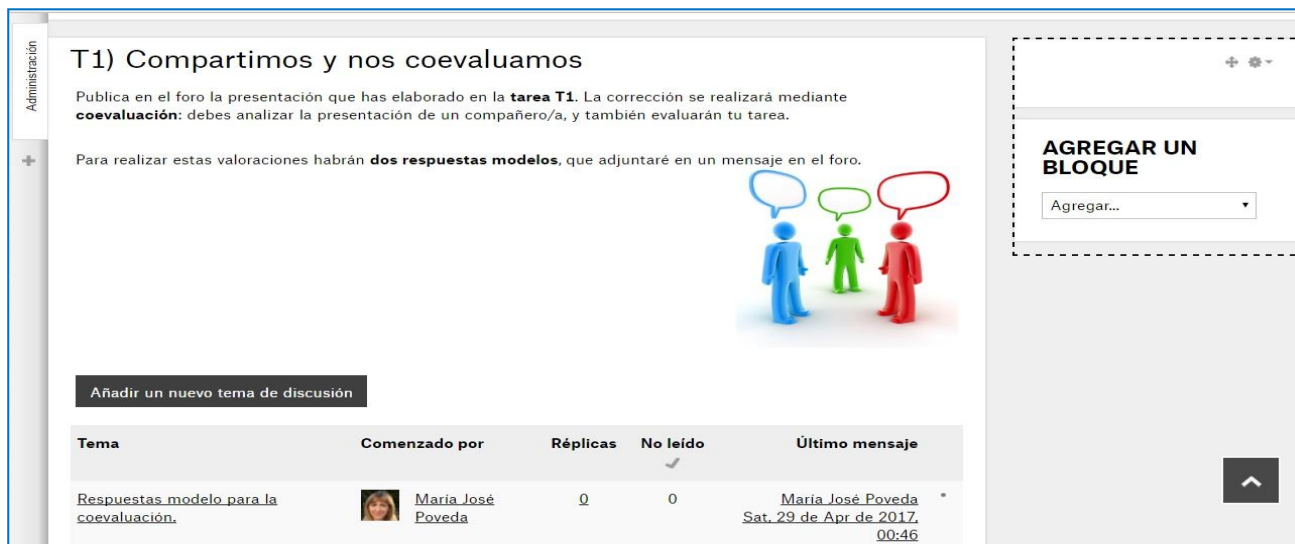 Administración
T1) Compartimos y nos coevaluamos
Publica en el foro la presentación que has elaborado en la tarea T1. La corrección se realizará mediante
coevaluación: debes analizar la presentación de un compañero/a, y también evaluarán tu tarea.
Para realizar estas valoraciones habrán dos respuestas modelos, que adjuntaré en un mensaje en el foro.
Añadir un nuevo tema de discusión
Tema Comenzado por Réplicas No leído Último mensaje
Respuestas modelo para la María José 0 0 María José Poveda
coevaluación. Poveda Sat, 29 de Apr de 2017,
00:46
AGREGAR UN
BLOQUE
Agregar...